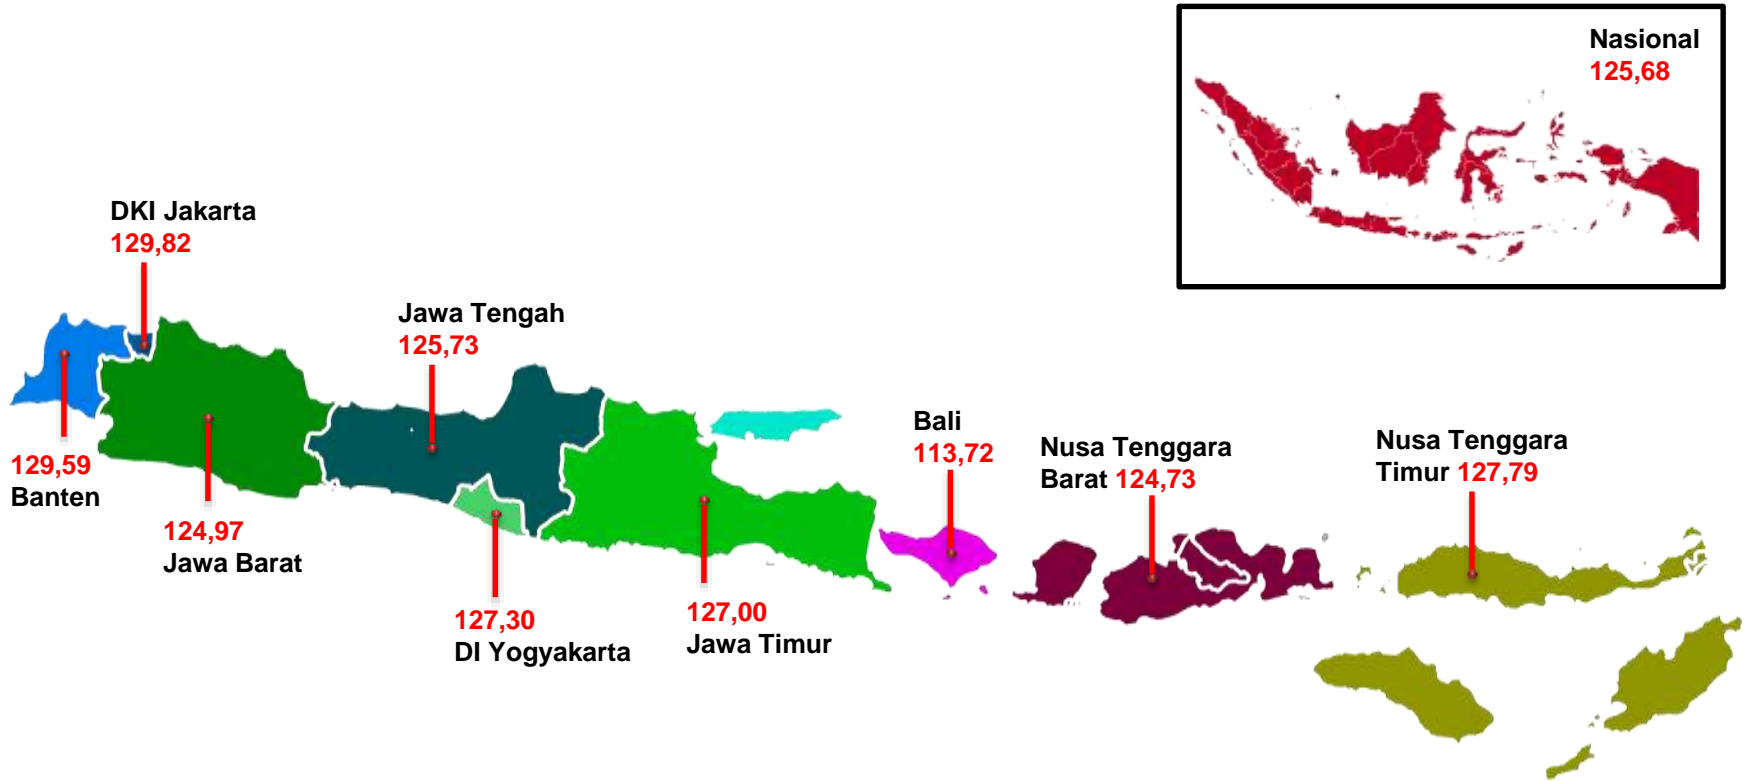 Nasional
125,68
DKI Jakarta
129,82
Jawa Tengah
125,73
Bali
113,72
Nusa Tenggara
Barat 124,73
Nusa Tenggara
Timur 127,79
129,59
Banten
124,97
Jawa Barat
127,30
DI Yogyakarta
127,00
Jawa Timur